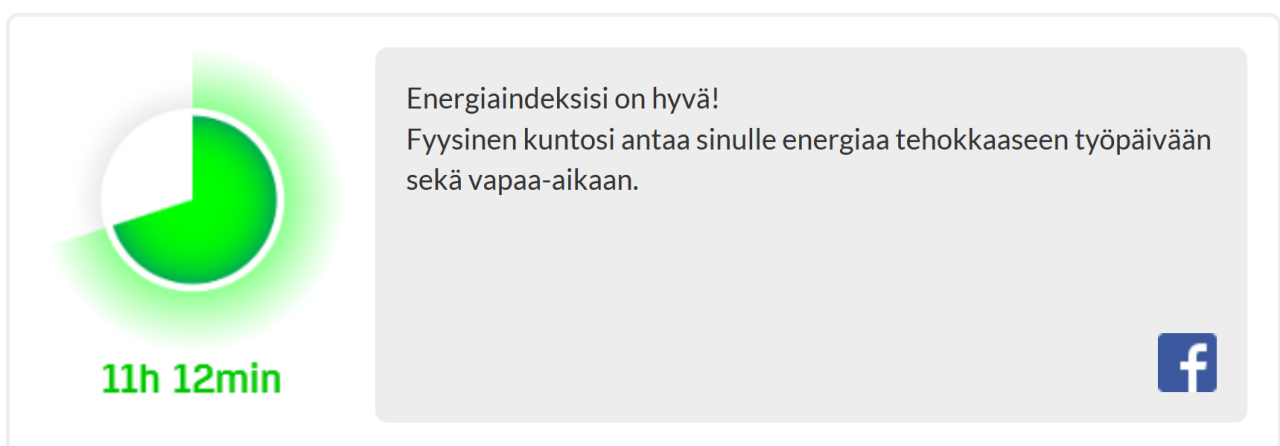 Energiaindeksisi on hyvä!
Fyysinen kuntosi antaa sinulle energiaa tehokkaaseen työpäivään
sekä vapaa-aikaan.
11h 12min